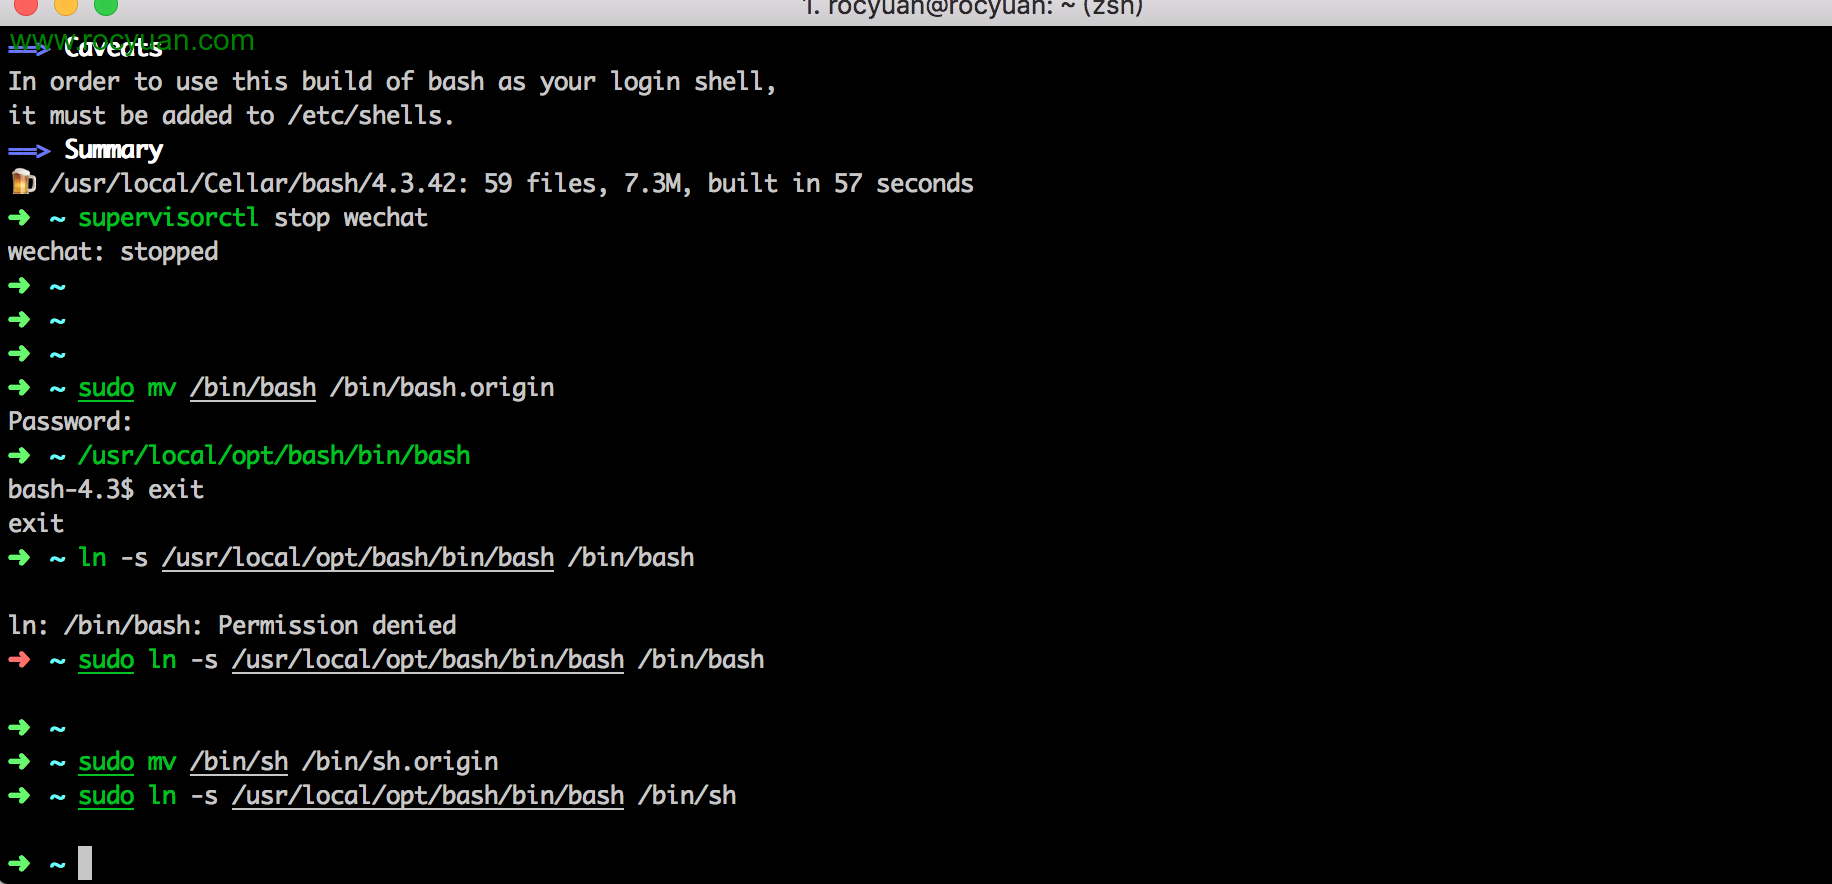 1. rocyuan@rocyuan: ~ (zsh)
www.rocyuan.com
==> Caveats
In order to use this build of bash as your login shell,
it must be added to /etc/shells.
==> Summary
🍺 /usr/local/Cellar/bash/4.3.42: 59 files, 7.3M, built in 57 seconds
➜ ~ supervisorctl stop wechat
wechat: stopped
➜ ~
➜ ~
➜ ~
➜ ~ sudo mv /bin/bash /bin/bash.origin
Password:
➜ ~ /usr/local/opt/bash/bin/bash
bash-4.3$ exit
exit
➜ ~ ln -s /usr/local/opt/bash/bin/bash /bin/bash
ln: /bin/bash: Permission denied
➜ ~ sudo ln -s /usr/local/opt/bash/bin/bash /bin/bash
➜ ~
➜ ~ sudo mv /bin/sh /bin/sh.origin
➜ ~ sudo ln -s /usr/local/opt/bash/bin/bash /bin/sh
➜ ~